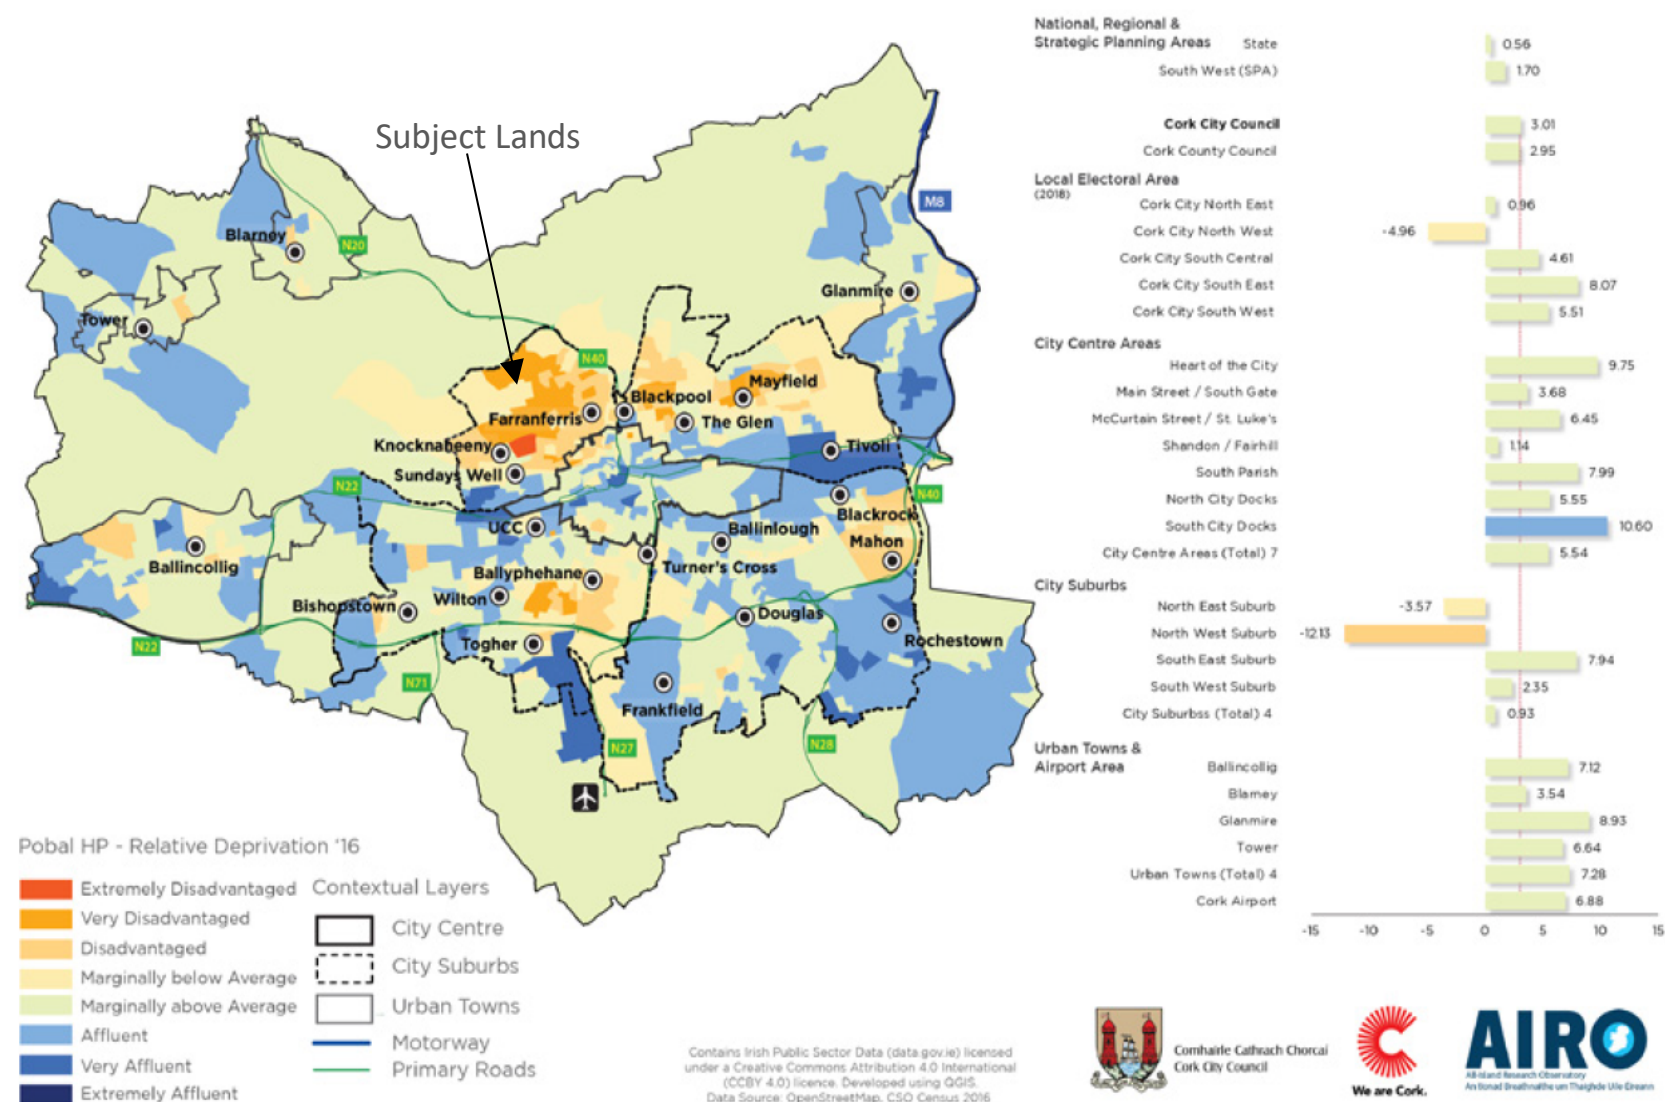 Subject Lands
M8
Blarney
N20
Glanmire
Tower
N40
Mayfield
Blackpool
Farranferris
The Glen
Knocknaheeny
Tivoli
Sundays Well
N22
N40
Blackrock
UCC
Ballinlough
Mahon
Ballincollig
Turner's Cross
Ballyphehane
Wilton
Bishopstown
Douglas
Rochestown
N22
Togher
N71
Frankfield
N27
N28
Pobal HP - Relative Deprivation '16
Extremely Disadvantaged
Very Disadvantaged
Disadvantaged
Marginally below Average
Marginally above Average
Affluent
Very Affluent
Extremely Affluent
Contextual Layers
City Centre
City Suburbs
Urban Towns
Motorway
Primary Roads
Contains Irish Public Sector Data (data.gov.ie) licensed
under a Creative Commons Attribution 4.0 International
(CCBY 4.0) licence. Developed using QGIS.
Data Source: OpenStreetMap, CSO Census 2016
National, Regional &
Strategic Planning Areas
State 0.56
South West (SPA) 1.70
Cork City Council 3.01
Cork County Council 2.95
Local Electoral Area
(2018)
Cork City North East 0.96
Cork City North West -4.96
Cork City South Central 4.61
Cork City South East 8.07
Cork City South West 5.51
City Centre Areas
Heart of the City 9.75
Main Street / South Gate 3.68
McCurtain Street / St. Luke's 6.45
Shandon / Fairhill 1.14
South Parish 7.99
North City Docks 5.55
South City Docks 10.60
City Centre Areas (Total) 7 5.54
City Suburbs
North East Suburb -3.57
North West Suburb -12.13
South East Suburb 7.94
South West Suburb 2.35
City Suburbss (Total) 4 0.93
Urban Towns &
Airport Area
Ballincollig 7.12
Blarney 3.54
Glanmire 8.93
Tower 6.64
Urban Towns (Total) 4 7.28
Cork Airport 6.88
-15 -10 -5 0 5 10 15
Comhairle Cathrach Chorcaí
Cork City Council
We are Cork.
AIRO
All-Island Research Observatory